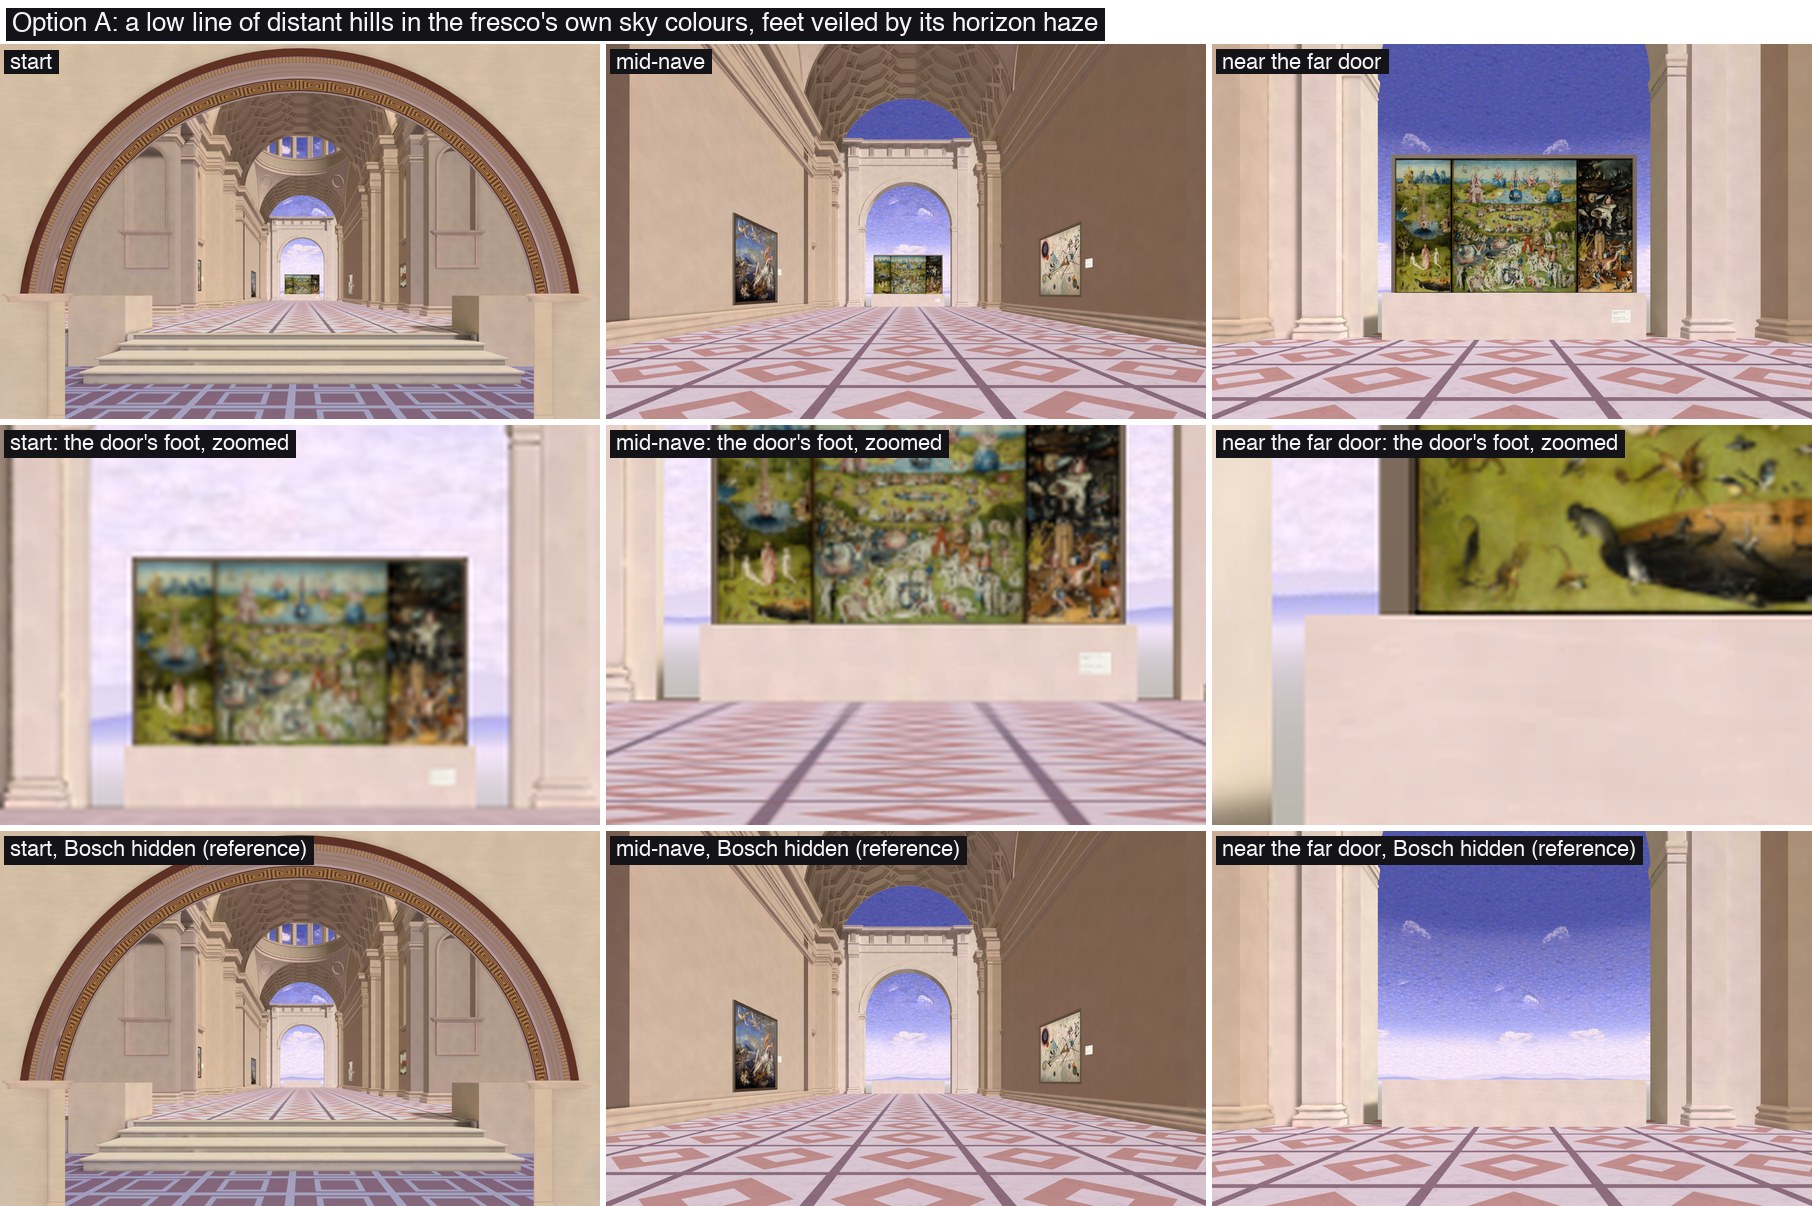 Option A: a low line of distant hills in the fresco's own sky colours, feet veiled by its horizon haze
start
mid-nave
near the far door
start: the door's foot, zoomed
mid-nave: the door's foot, zoomed
near the far door: the door's foot, zoomed
start, Bosch hidden (reference)
mid-nave, Bosch hidden (reference)
near the far door, Bosch hidden (reference)